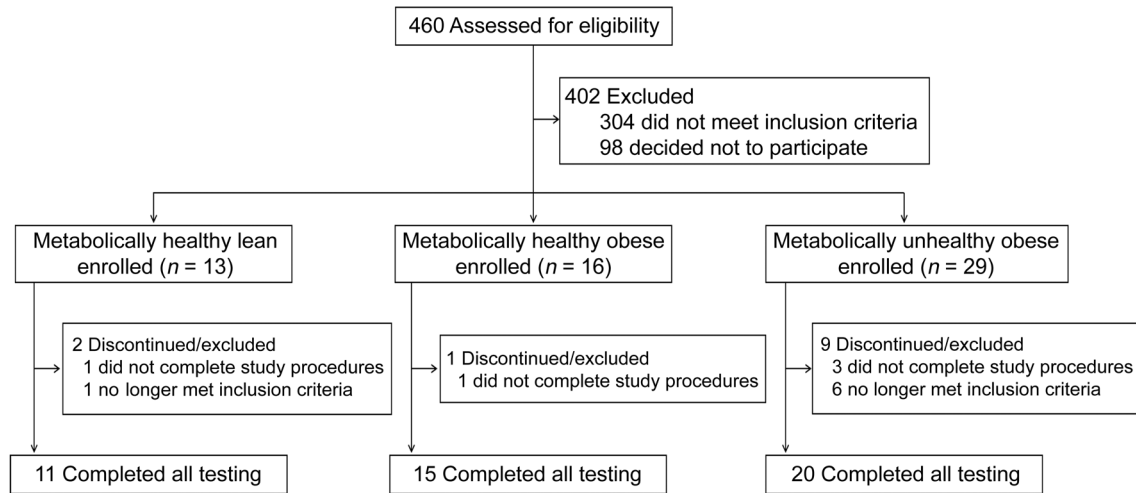 460 Assessed for eligibility
402 Excluded
304 did not meet inclusion criteria
98 decided not to participate
Metabolically healthy lean
enrolled (n = 13)
Metabolically healthy obese
enrolled (n = 16)
Metabolically unhealthy obese
enrolled (n = 29)
2 Discontinued/excluded
1 did not complete study procedures
1 no longer met inclusion criteria
1 Discontinued/excluded
1 did not complete study procedures
9 Discontinued/excluded
3 did not complete study procedures
6 no longer met inclusion criteria
11 Completed all testing
15 Completed all testing
20 Completed all testing